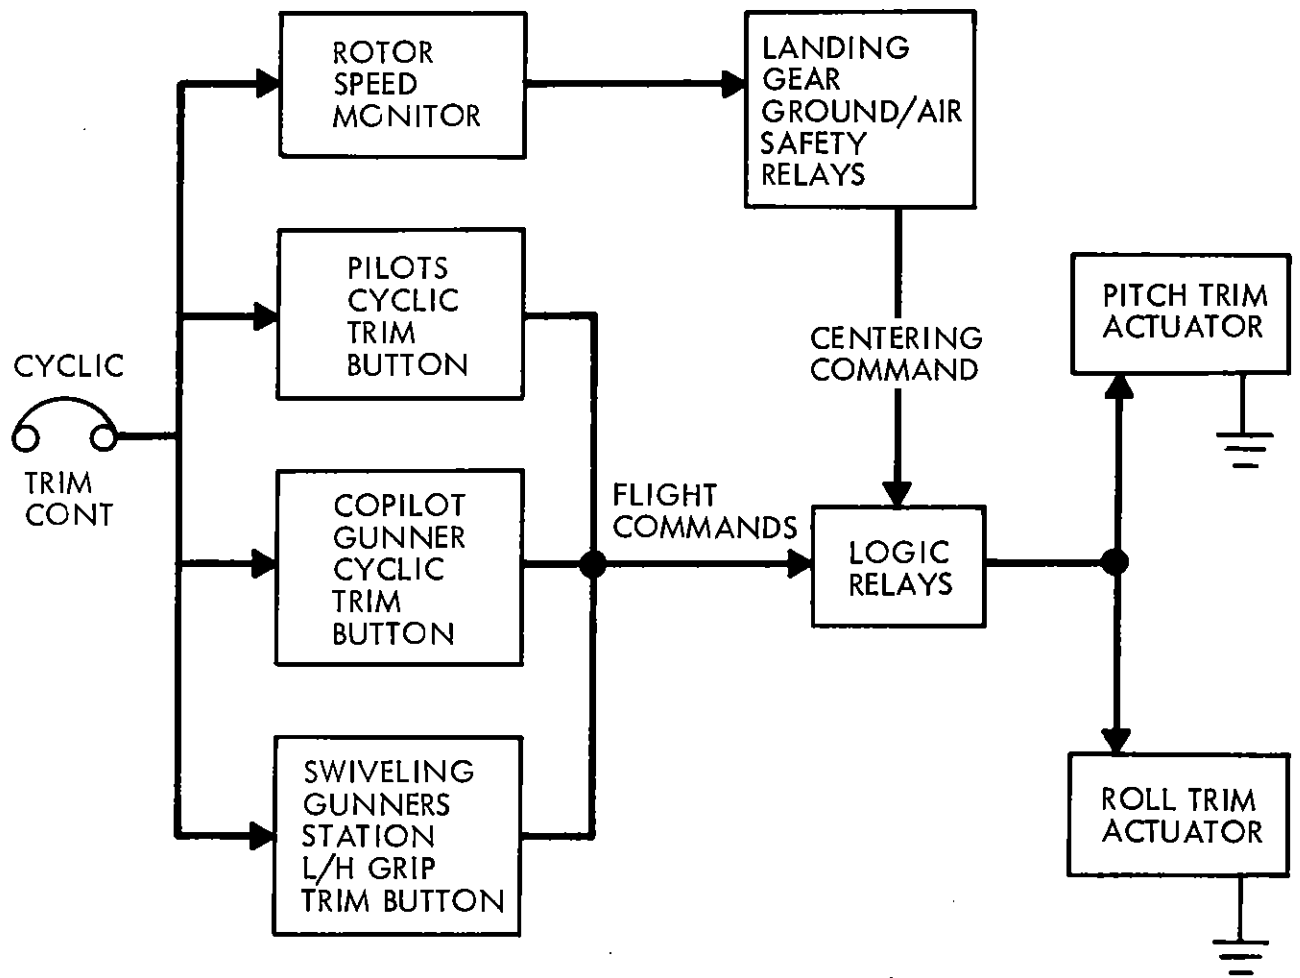 ROTOR
SPEED
MONITOR
LANDING
GEAR
GROUND/AIR
SAFETY
RELAYS
PILOTS
CYCLIC
TRIM
BUTTON
PITCH TRIM
ACTUATOR
CENTERING
COMMAND
CYCLIC
TRIM
CONT
COPILOT
GUNNER
CYCLIC
TRIM
BUTTON
FLIGHT
COMMANDS
LOGIC
RELAYS
SWIVELING
GUNNERS
STATION
L/H GRIP
TRIM BUTTON
ROLL TRIM
ACTUATOR